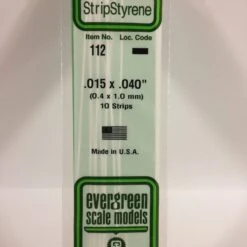 StripStyrene
Item No. Loc. Code
112
.015 x .040"
(0.4 x 1.0 mm)
10 Strips
Made in U.S.A.
evergreen
scale models